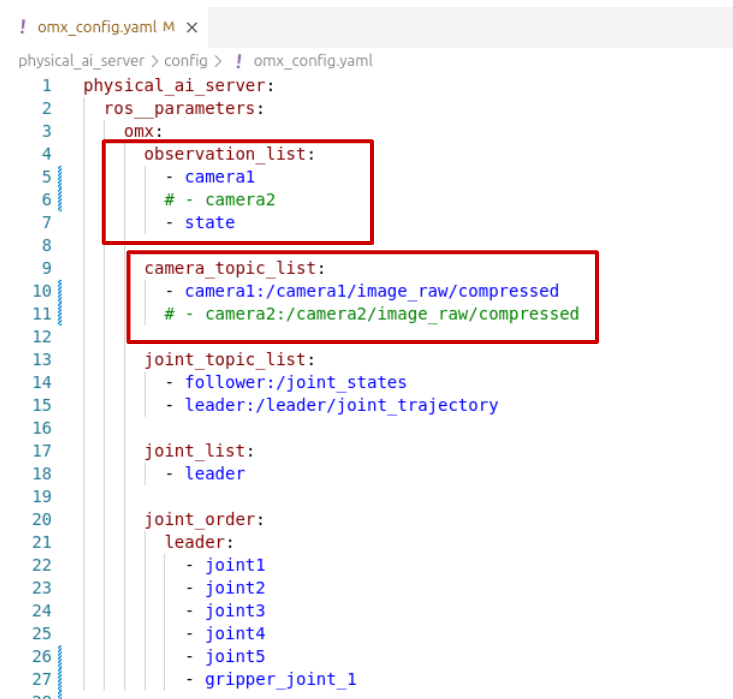 ! omx_config.yaml M ×
physical_ai_server > config > ! omx_config.yaml
1 physical_ai_server:
2 ros__parameters:
3 omx:
4 observation_list:
5 - camera1
6 # - camera2
7 - state
8
9 camera_topic_list:
10 - camera1:/camera1/image_raw/compressed
11 # - camera2:/camera2/image_raw/compressed
12
13 joint_topic_list:
14 - follower:/joint_states
15 - leader:/leader/joint_trajectory
16
17 joint_list:
18 - leader
19
20 joint_order:
21 leader:
22 - joint1
23 - joint2
24 - joint3
25 - joint4
26 - joint5
27 - gripper_joint_1